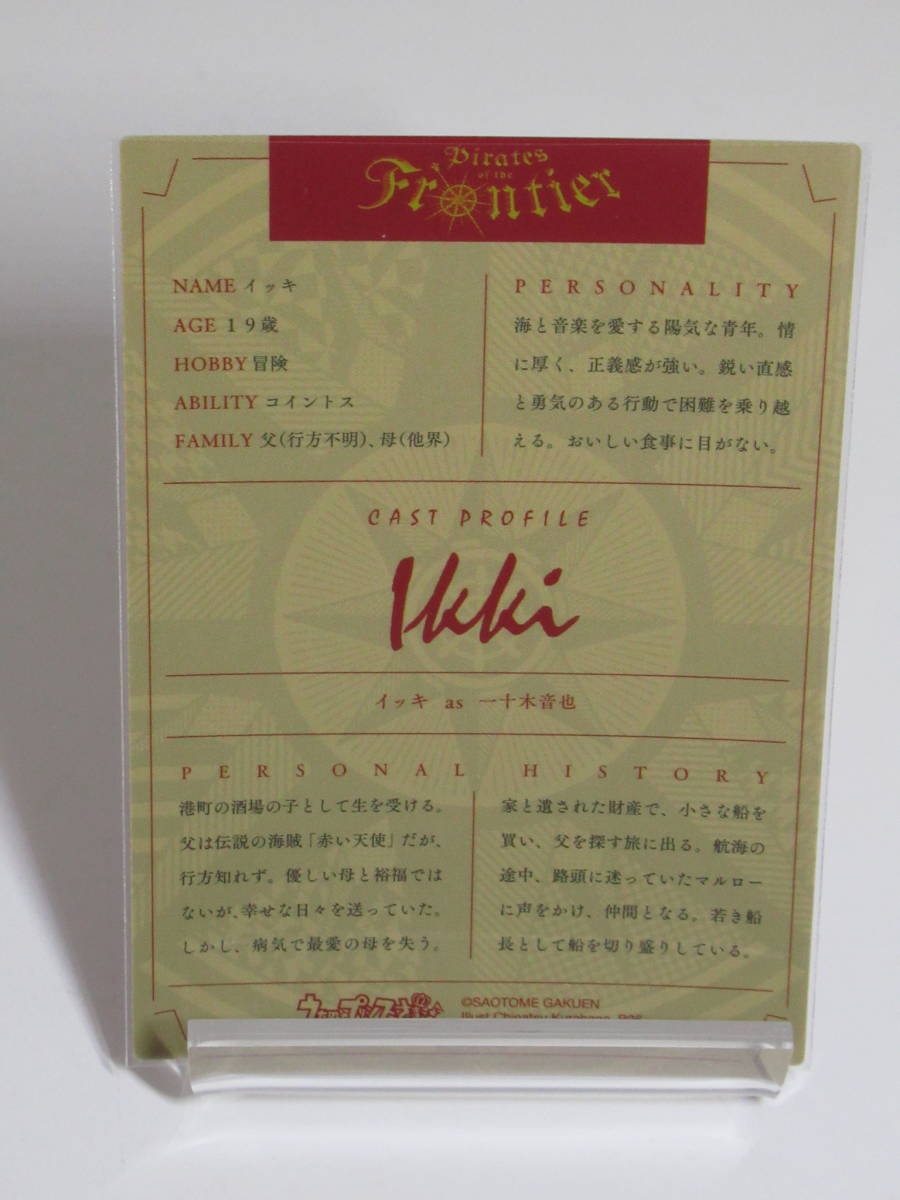 Pirates
of the
Frontier
NAME イッキ
AGE 19歳
HOBBY 冒険
ABILITY コイントス
FAMILY 父(行方不明)、母(他界)
PERSONALITY
海と音楽を愛する陽気な青年。情
に厚く、正義感が強い。鋭い直感
と勇気のある行動で困難を乗り越
える。おいしい食事に目がない。
CAST PROFILE
Ikki
イッキ as 一十木音也
PERSONAL HISTORY
港町の酒場の子として生を受ける。
父は伝説の海賊「赤い天使」だが、
行方知れず。優しい母と裕福では
ないが、幸せな日々を送っていた。
しかし、病気で最愛の母を失う。
家と遺された財産で、小さな船を
買い、父を探す旅に出る。航海の
途中、路頭に迷っていたマルロー
に声をかけ、仲間となる。若き船
長として船を切り盛りしている。
©SAOTOME GAKUEN
Illust Chinatsu Kurahana